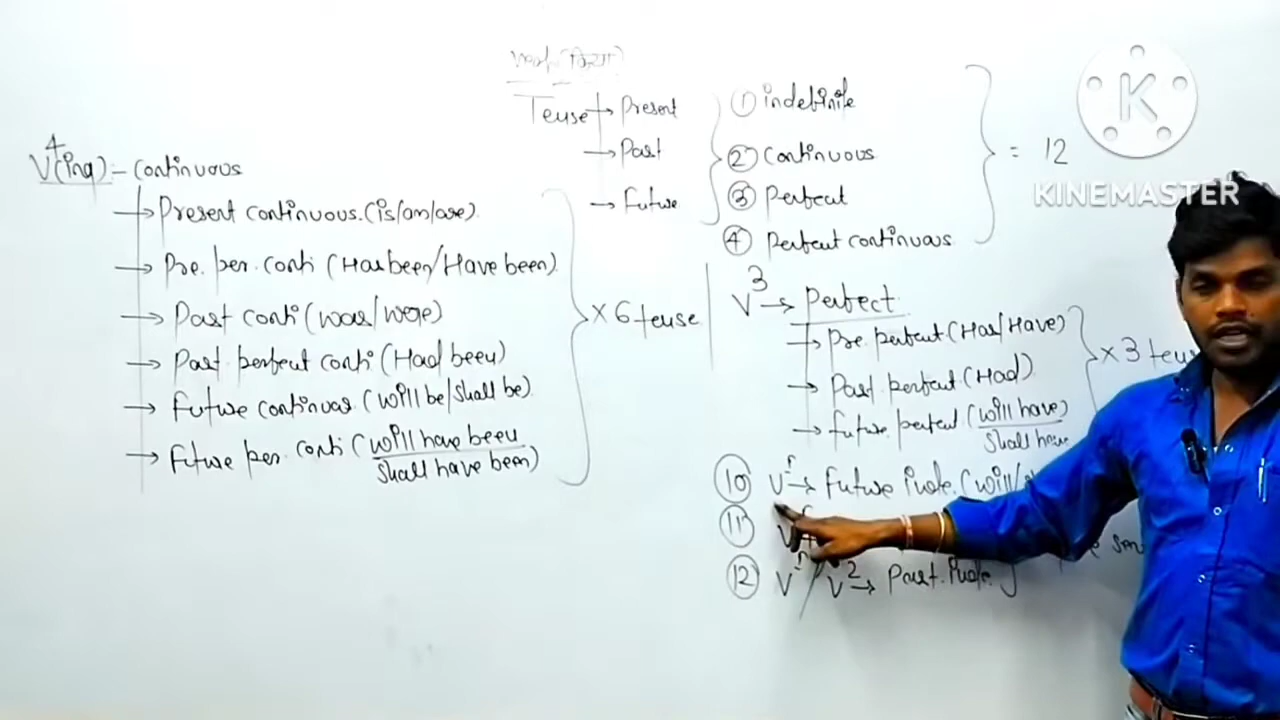 (क्रिया)
Tense → Present
→ Past
→ Future
① indefinite
② Continuous
③ Perfect
④ perfect continuous
= 12
K
KINEMASTER
V⁴(ing) :- Continuous
→ Present continuous. (is/am/are).
→ Pre. per. conti (Has been/Have been).
→ Past conti (was/were)
→ Past perfect conti (Had been)
→ Future continuas (will be/shall be).
→ Future per. conti (will have been
shall have been)
× 6 tense
V³ → Perfect
→ Pre. perfect (Has/Have)
→ Past perfect (Had).
→ Future perfect (will have)
shall have
× 3
⑩ V¹ → Future Inde. (will/
⑪ V
⑫ V¹/V² → Past. Inde.